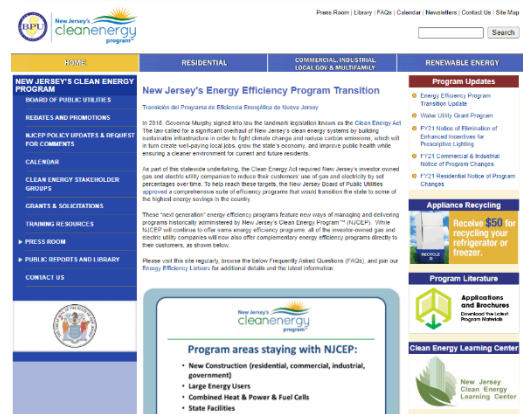 Press Room | Library | FAQs | Calendar | Newsletters | Contact Us | Site Map
BPU
New Jersey's
cleanenergy
program™
Search
HOME
RESIDENTIAL
COMMERCIAL, INDUSTRIAL,
LOCAL GOV & MULTIFAMILY
RENEWABLE ENERGY
NEW JERSEY'S CLEAN ENERGY
PROGRAM
BOARD OF PUBLIC UTILITIES
REBATES AND PROMOTIONS
NJCEP POLICY UPDATES & REQUEST
FOR COMMENTS
CALENDAR
CLEAN ENERGY STAKEHOLDER
GROUPS
GRANTS & SOLICITATIONS
TRAINING RESOURCES
PRESS ROOM
PUBLIC REPORTS AND LIBRARY
CONTACT US
New Jersey's Energy Efficiency Program Transition
Transición del Programa de Eficiencia Energética de Nueva Jersey
In 2018, Governor Murphy signed into law the landmark legislation known as the Clean Energy Act.
The law called for a significant overhaul of New Jersey's clean energy systems by building
sustainable infrastructure in order to fight climate change and reduce carbon emissions, which will
in turn create well-paying local jobs, grow the state's economy, and improve public health while
ensuring a cleaner environment for current and future residents.
As part of this statewide undertaking, the Clean Energy Act required New Jersey's investor owned
gas and electric utility companies to reduce their customers' use of gas and electricity by set
percentages over time. To help reach these targets, the New Jersey Board of Public Utilities
approved a comprehensive suite of efficiency programs that would transition the state to some of
the highest energy savings in the country.
These "next generation" energy efficiency programs feature new ways of managing and delivering
programs historically administered by New Jersey's Clean Energy Program™ (NJCEP). While
NJCEP will continue to offer some energy efficiency programs, all of the investor-owned gas and
electric utility companies will now also offer complementary energy efficiency programs directly to
their customers, as shown below.
Please visit this site regularly, browse the below Frequently Asked Questions (FAQs), and join our
Energy Efficiency Listserv for additional details and the latest information.
New Jersey's
cleanenergy
program™
Program areas staying with NJCEP:
• New Construction (residential, commercial, industrial,
government)
• Large Energy Users
• Combined Heat & Power & Fuel Cells
• State Facilities
Program Updates
Energy Efficiency Program
Transition Update
Water Utility Grant Program
FY21 Notice of Elimination of
Enhanced Incentives for
Prescriptive Lighting
FY21 Commercial & Industrial
Notice of Program Changes
FY21 Residential Notice of Program
Changes
Appliance Recycling
RECYCLE
Receive $50 for
recycling your
refrigerator or
freezer.
Program Literature
Applications
and Brochures
Download the Latest
Program Materials
Clean Energy Learning Center
New Jersey
Clean Energy
Learning Center